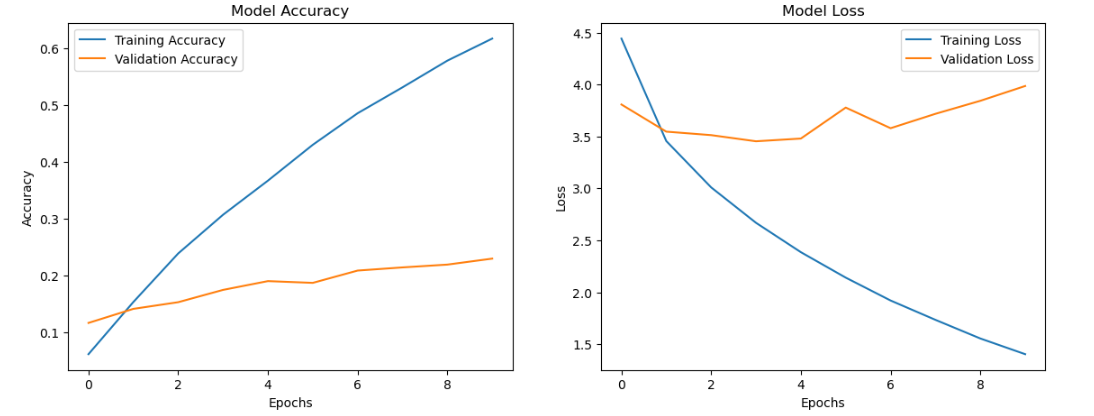 Model Accuracy
Training Accuracy
Validation Accuracy
0.6
0.5
0.4
0.3
0.2
0.1
Accuracy
0 2 4 6 8
Epochs
Model Loss
Training Loss
Validation Loss
4.5
4.0
3.5
3.0
2.5
2.0
1.5
Loss
0 2 4 6 8
Epochs